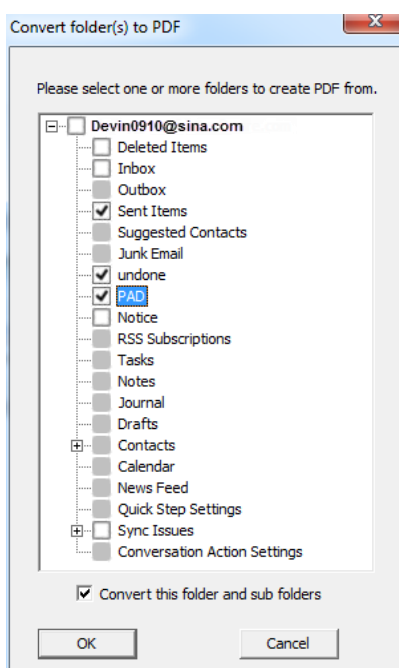 Convert folder(s) to PDF
Please select one or more folders to create PDF from.
Devin0910@sina.com
Deleted Items
Inbox
Outbox
Sent Items
Suggested Contacts
Junk Email
undone
PAD
Notice
RSS Subscriptions
Tasks
Notes
Journal
Drafts
Contacts
Calendar
News Feed
Quick Step Settings
Sync Issues
Conversation Action Settings
Convert this folder and sub folders
OK
Cancel